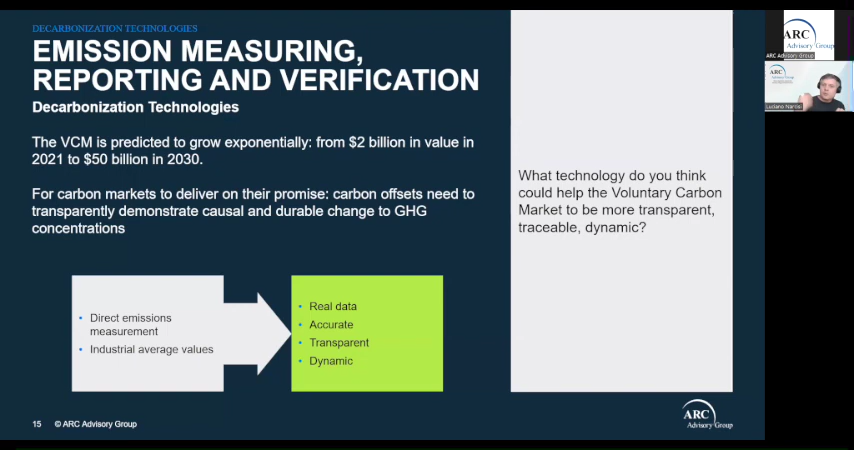 DECARBONIZATION TECHNOLOGIES
EMISSION MEASURING,
REPORTING AND VERIFICATION
Decarbonization Technologies
The VCM is predicted to grow exponentially: from $2 billion in value in
2021 to $50 billion in 2030.
For carbon markets to deliver on their promise: carbon offsets need to
transparently demonstrate causal and durable change to GHG
concentrations
• Direct emissions
measurement
• Industrial average values
• Real data
• Accurate
• Transparent
• Dynamic
What technology do you think
could help the Voluntary Carbon
Market to be more transparent,
traceable, dynamic?
15 © ARC Advisory Group
ARC
Advisory Group
ARC
Advisory Group
ARC Advisory Group
ARC
Luciano Narcisi